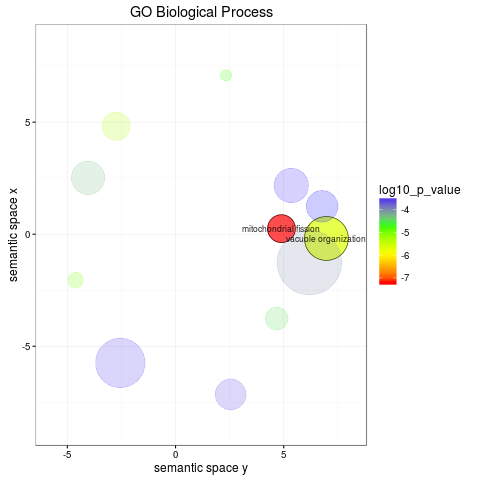 GO Biological Process
log10_p_value
-4
-5
-6
-7
5
0
-5
mitochondrial fission
vacuole organization
-5
0
5
semantic space x
semantic space y